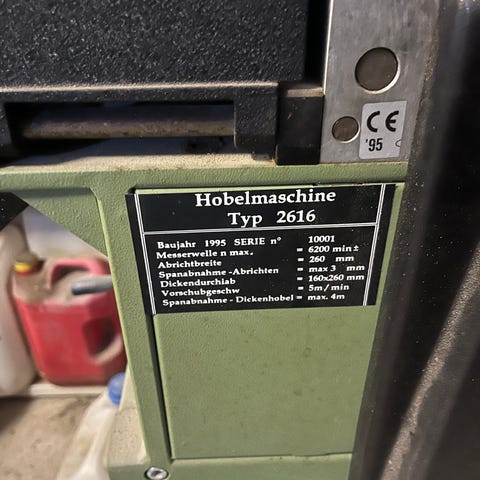 CE
'95
Hobelmaschine
Typ 2616
Baujahr 1995 SERIE n° 10001
Messerwelle n max. = 6200 min±
Abrichtbreite = 260 mm
Spanabnahme-Abrichten = max 3 mm
Dickendurchlab = 160x260 mm
Vorschubgeschw = 5m/min
Spanabnahme - Dickenhobel = max. 4m